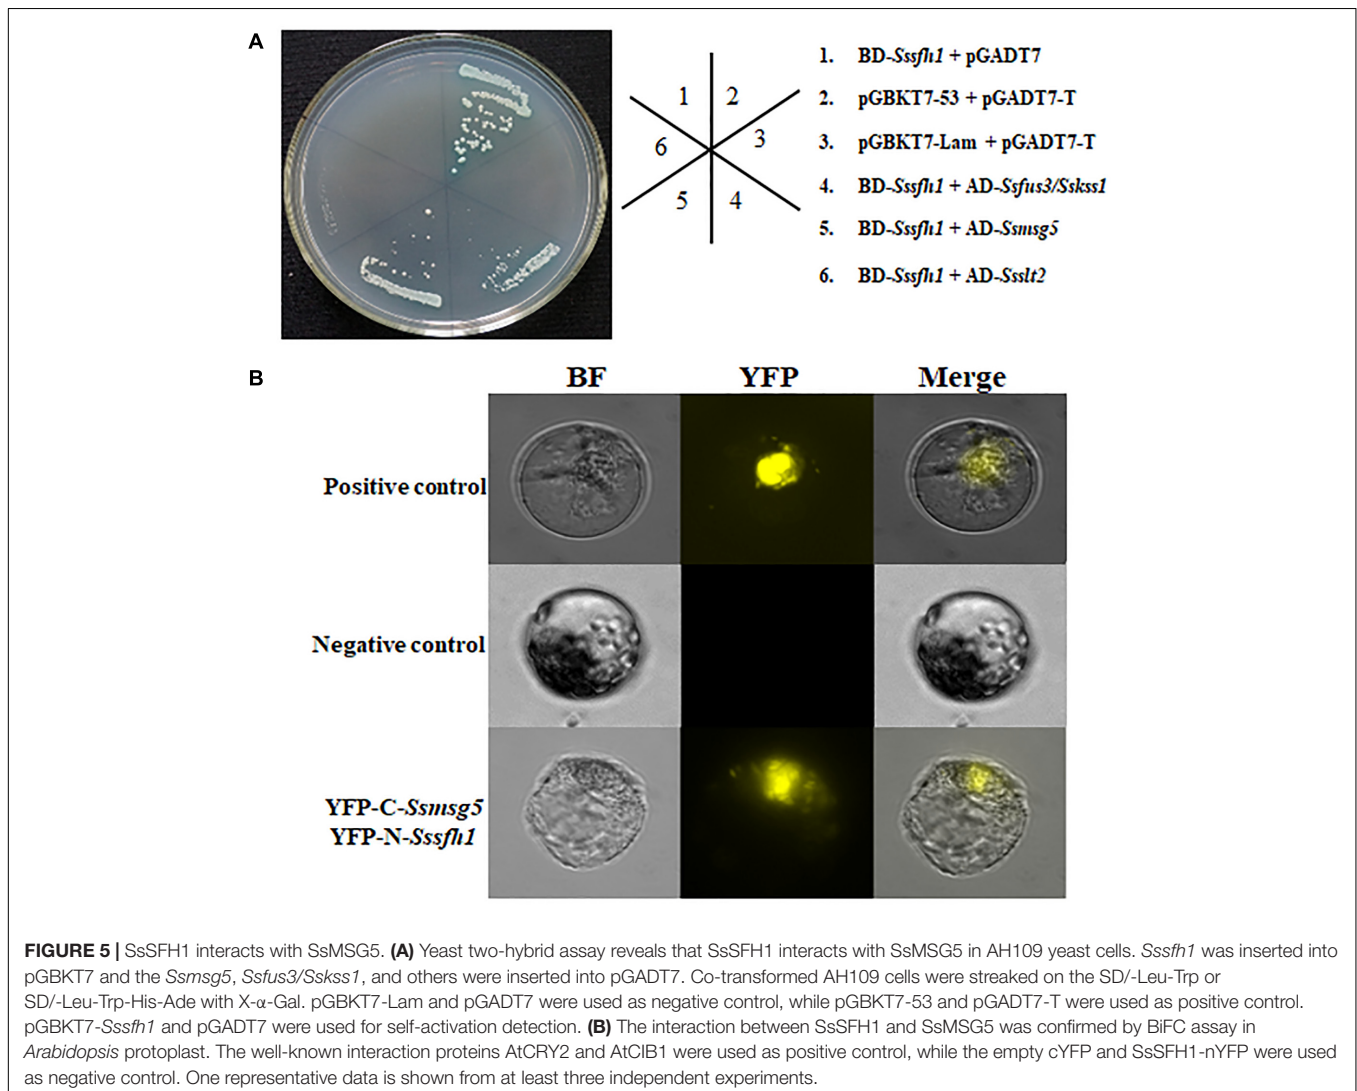 A
1
2
3
4
5
6
1. BD-Sssfh1 + pGADT7
2. pGBKT7-53 + pGADT7-T
3. pGBKT7-Lam + pGADT7-T
4. BD-Sssfh1 + AD-Ssfus3/Sskss1
5. BD-Sssfh1 + AD-Ssmsg5
6. BD-Sssfh1 + AD-Ssslt2
B
BF YFP Merge
Positive control
Negative control
YFP-C-Ssmsg5
YFP-N-Sssfh1
FIGURE 5 | SsSFH1 interacts with SsMSG5. (A) Yeast two-hybrid assay reveals that SsSFH1 interacts with SsMSG5 in AH109 yeast cells. Sssfh1 was inserted into
pGBKT7 and the Ssmsg5, Ssfus3/Sskss1, and others were inserted into pGADT7. Co-transformed AH109 cells were streaked on the SD/-Leu-Trp or
SD/-Leu-Trp-His-Ade with X-α-Gal. pGBKT7-Lam and pGADT7 were used as negative control, while pGBKT7-53 and pGADT7-T were used as positive control.
pGBKT7-Sssfh1 and pGADT7 were used for self-activation detection. (B) The interaction between SsSFH1 and SsMSG5 was confirmed by BiFC assay in
Arabidopsis protoplast. The well-known interaction proteins AtCRY2 and AtCIB1 were used as positive control, while the empty cYFP and SsSFH1-nYFP were used
as negative control. One representative data is shown from at least three independent experiments.